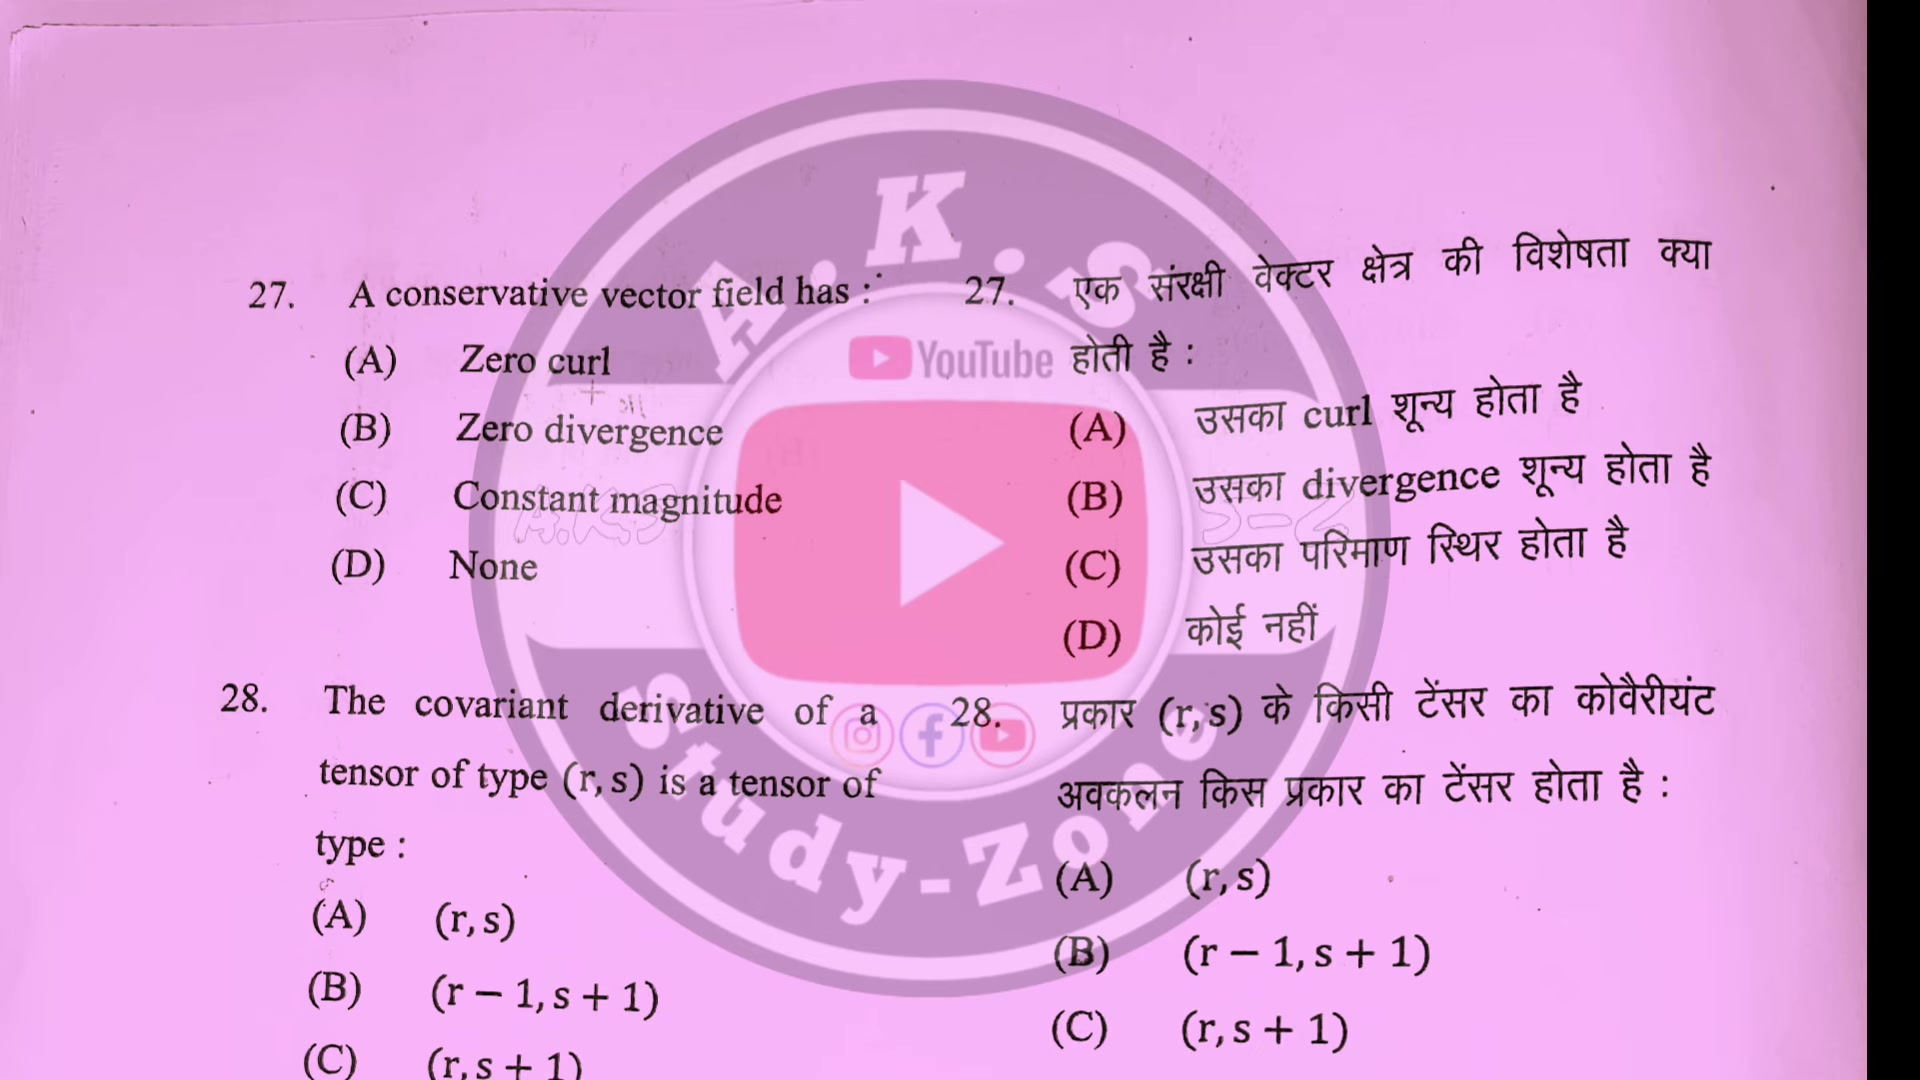 27. A conservative vector field has :
(A) Zero curl
(B) Zero divergence
(C) Constant magnitude
(D) None
28. The covariant derivative of a
tensor of type (r, s) is a tensor of
type :
(A) (r, s)
(B) (r − 1, s + 1)
(C) (r, s + 1)
27. एक संरक्षी वेक्टर क्षेत्र की विशेषता क्या
होती है :
(A) उसका curl शून्य होता है
(B) उसका divergence शून्य होता है
(C) उसका परिमाण स्थिर होता है
(D) कोई नहीं
28. प्रकार (r, s) के किसी टेंसर का कोवैरीयंट
अवकलन किस प्रकार का टेंसर होता है :
(A) (r, s)
(B) (r − 1, s + 1)
(C) (r, s + 1)
A.K.S
YouTube
Study-Zone